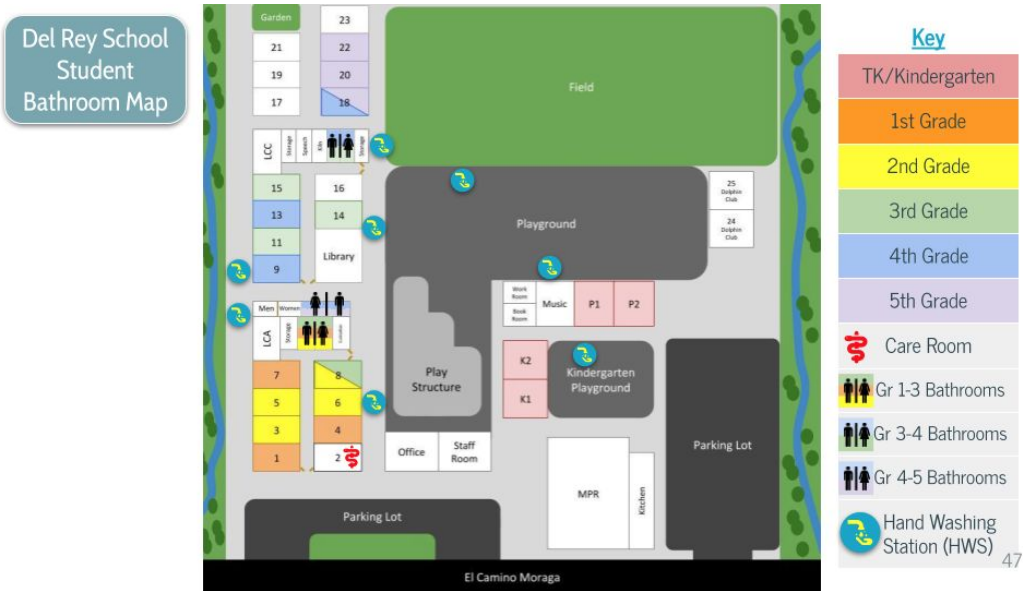 Del Rey School
Student
Bathroom Map
Garden
23
21
22
19
20
17
18
Field
LCC
Storage
Speech
Kiln
Storage
15
16
13
14
11
Library
9
Playground
25
Dolphin
Club
24
Dolphin
Club
Men
Women
LCA
Storage
Work
Room
Book
Room
Music
P1
P2
7
8
5
6
3
4
1
2
Play
Structure
K2
K1
Kindergarten
Playground
Office
Staff
Room
MPR
Kitchen
Parking Lot
Parking Lot
El Camino Moraga
Key
TK/Kindergarten
1st Grade
2nd Grade
3rd Grade
4th Grade
5th Grade
Care Room
Gr 1-3 Bathrooms
Gr 3-4 Bathrooms
Gr 4-5 Bathrooms
Hand Washing
Station (HWS)
47